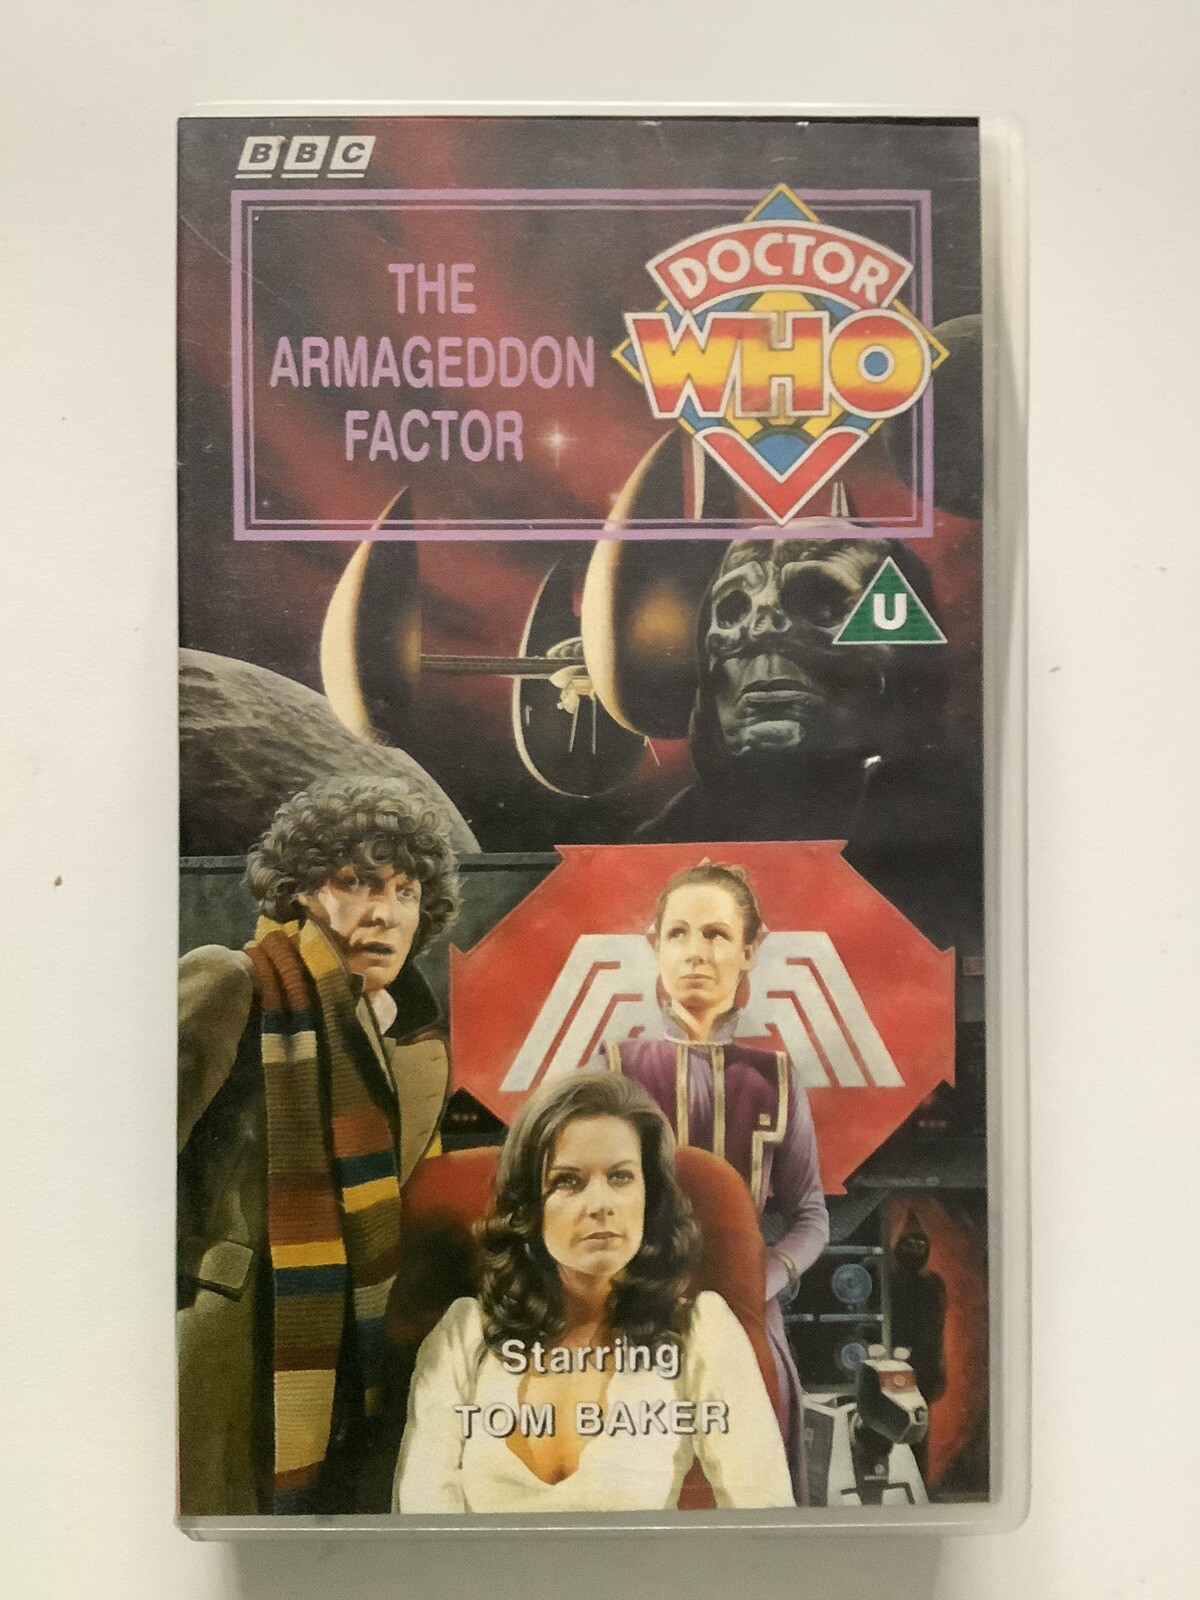 BBC
THE
ARMAGEDDON
FACTOR
DOCTOR
WHO
U
Starring
TOM BAKER